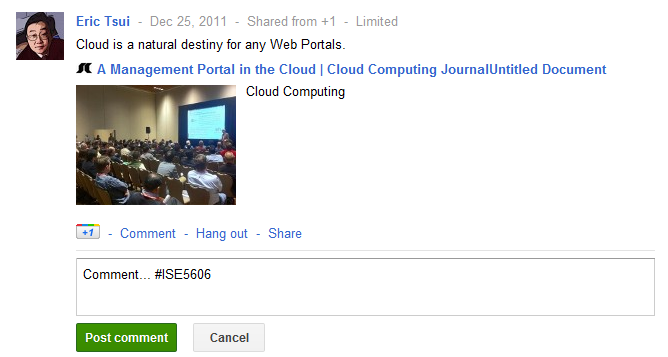 Eric Tsui - Dec 25, 2011 - Shared from +1 - Limited
Cloud is a natural destiny for any Web Portals.
A Management Portal in the Cloud | Cloud Computing JournalUntitled Document
Cloud Computing
+1 - Comment - Hang out - Share
Comment... #ISE5606
Post comment Cancel